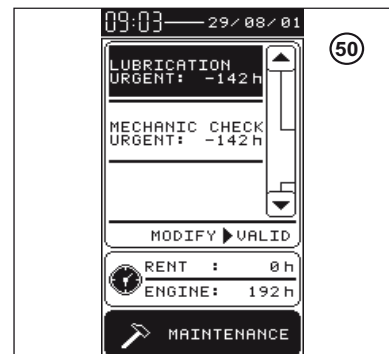 09:03 29/08/01
50
LUBRICATION
URGENT: -142h
MECHANIC CHECK
URGENT: -142h
MODIFY▶VALID
RENT : 0h
ENGINE: 192h
MAINTENANCE